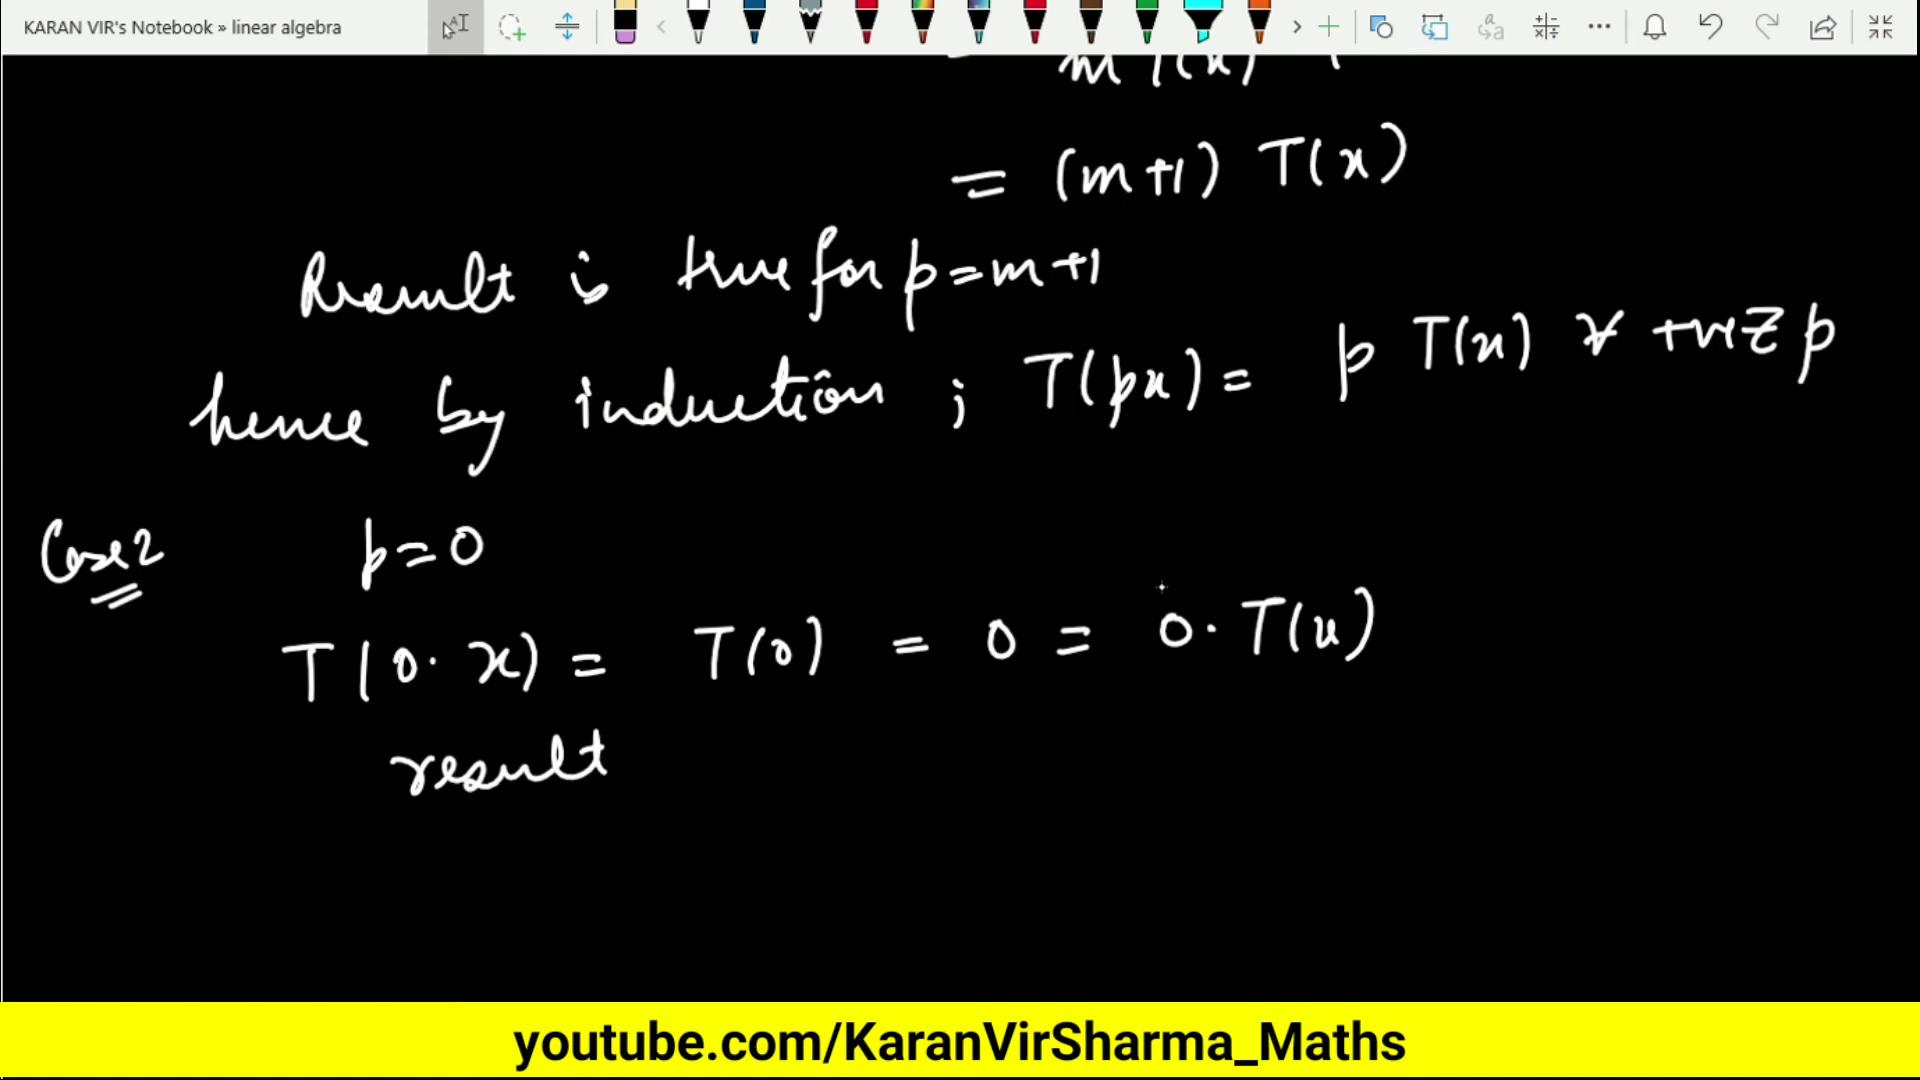 KARAN VIR's Notebook » linear algebra
= m T(x) +
= (m+1) T(x)
Result is true for p=m+1
hence by induction ; T(px) = p T(x) ∀ +ve Z p
Case 2 p=0
T(0·x) = T(0) = 0 = 0·T(x)
result
youtube.com/KaranVirSharma_Maths